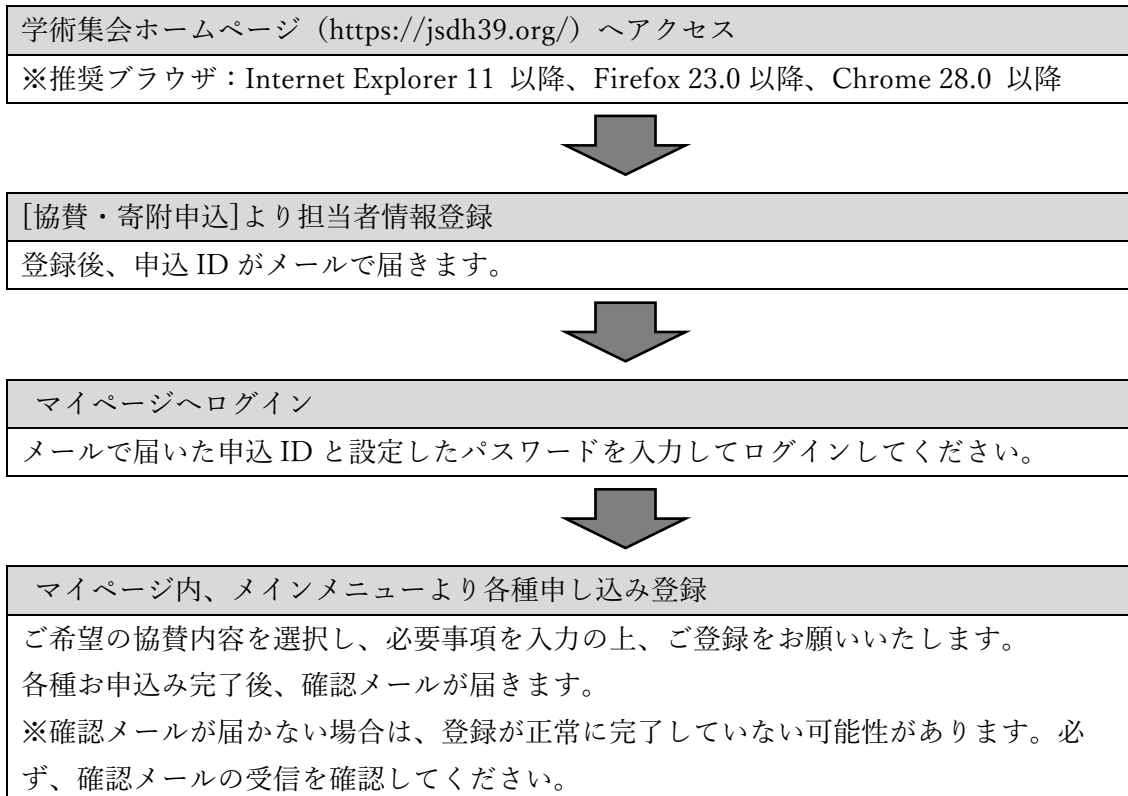 学術集会ホームページ（https://jsdh39.org/）へアクセス
※推奨ブラウザ：Internet Explorer 11 以降、Firefox 23.0 以降、Chrome 28.0 以降
[協賛・寄附申込]より担当者情報登録
登録後、申込 ID がメールで届きます。
マイページへログイン
メールで届いた申込 ID と設定したパスワードを入力してログインしてください。
マイページ内、メインメニューより各種申し込み登録
ご希望の協賛内容を選択し、必要事項を入力の上、ご登録をお願いいたします。
各種お申込み完了後、確認メールが届きます。
※確認メールが届かない場合は、登録が正常に完了していない可能性があります。必
ず、確認メールの受信を確認してください。